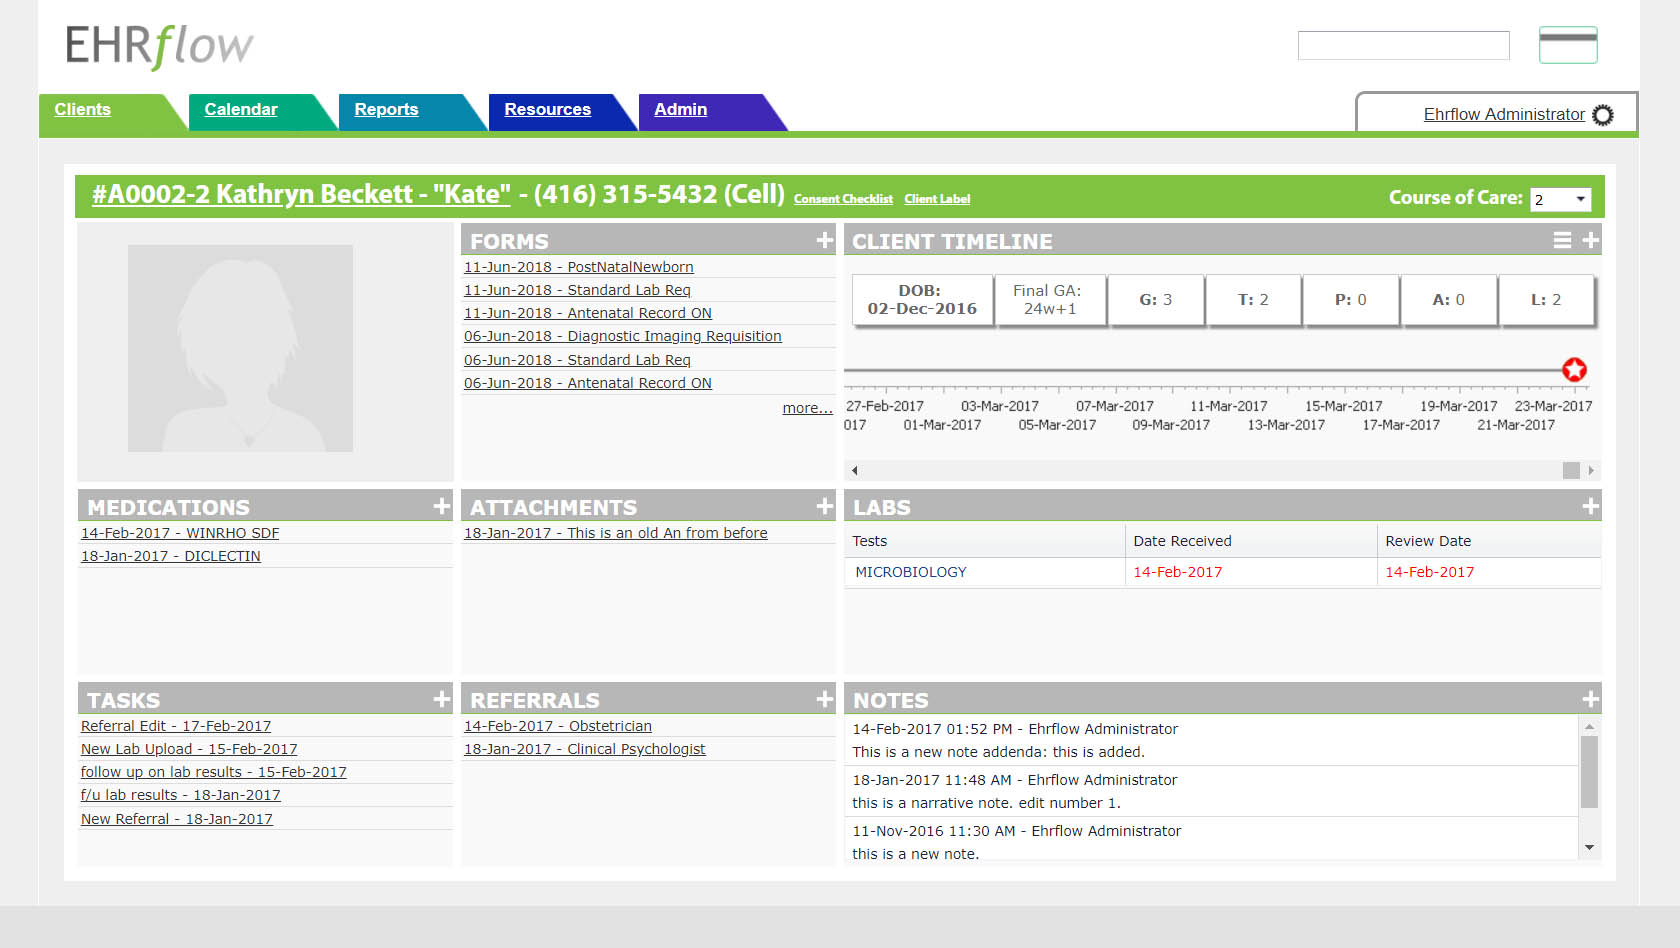 EHRflow
Clients
Calendar
Reports
Resources
Admin
Ehrflow Administrator
#A0002-2 Kathryn Beckett - "Kate" - (416) 315-5432 (Cell) Consent Checklist Client Label
Course of Care: 2
FORMS
11-Jun-2018 - PostNatalNewborn
11-Jun-2018 - Standard Lab Req
11-Jun-2018 - Antenatal Record ON
06-Jun-2018 - Diagnostic Imaging Requisition
06-Jun-2018 - Standard Lab Req
06-Jun-2018 - Antenatal Record ON
more...
CLIENT TIMELINE
DOB:
02-Dec-2016
Final GA:
24w+1
G: 3
T: 2
P: 0
A: 0
L: 2
27-Feb-2017 03-Mar-2017 07-Mar-2017 11-Mar-2017 15-Mar-2017 19-Mar-2017 23-Mar-2017
017 01-Mar-2017 05-Mar-2017 09-Mar-2017 13-Mar-2017 17-Mar-2017 21-Mar-2017
MEDICATIONS
14-Feb-2017 - WINRHO SDF
18-Jan-2017 - DICLECTIN
ATTACHMENTS
18-Jan-2017 - This is an old An from before
LABS
Tests Date Received Review Date
MICROBIOLOGY 14-Feb-2017 14-Feb-2017
TASKS
Referral Edit - 17-Feb-2017
New Lab Upload - 15-Feb-2017
follow up on lab results - 15-Feb-2017
f/u lab results - 18-Jan-2017
New Referral - 18-Jan-2017
REFERRALS
14-Feb-2017 - Obstetrician
18-Jan-2017 - Clinical Psychologist
NOTES
14-Feb-2017 01:52 PM - Ehrflow Administrator
This is a new note addenda: this is added.
18-Jan-2017 11:48 AM - Ehrflow Administrator
this is a narrative note. edit number 1.
11-Nov-2016 11:30 AM - Ehrflow Administrator
this is a new note.